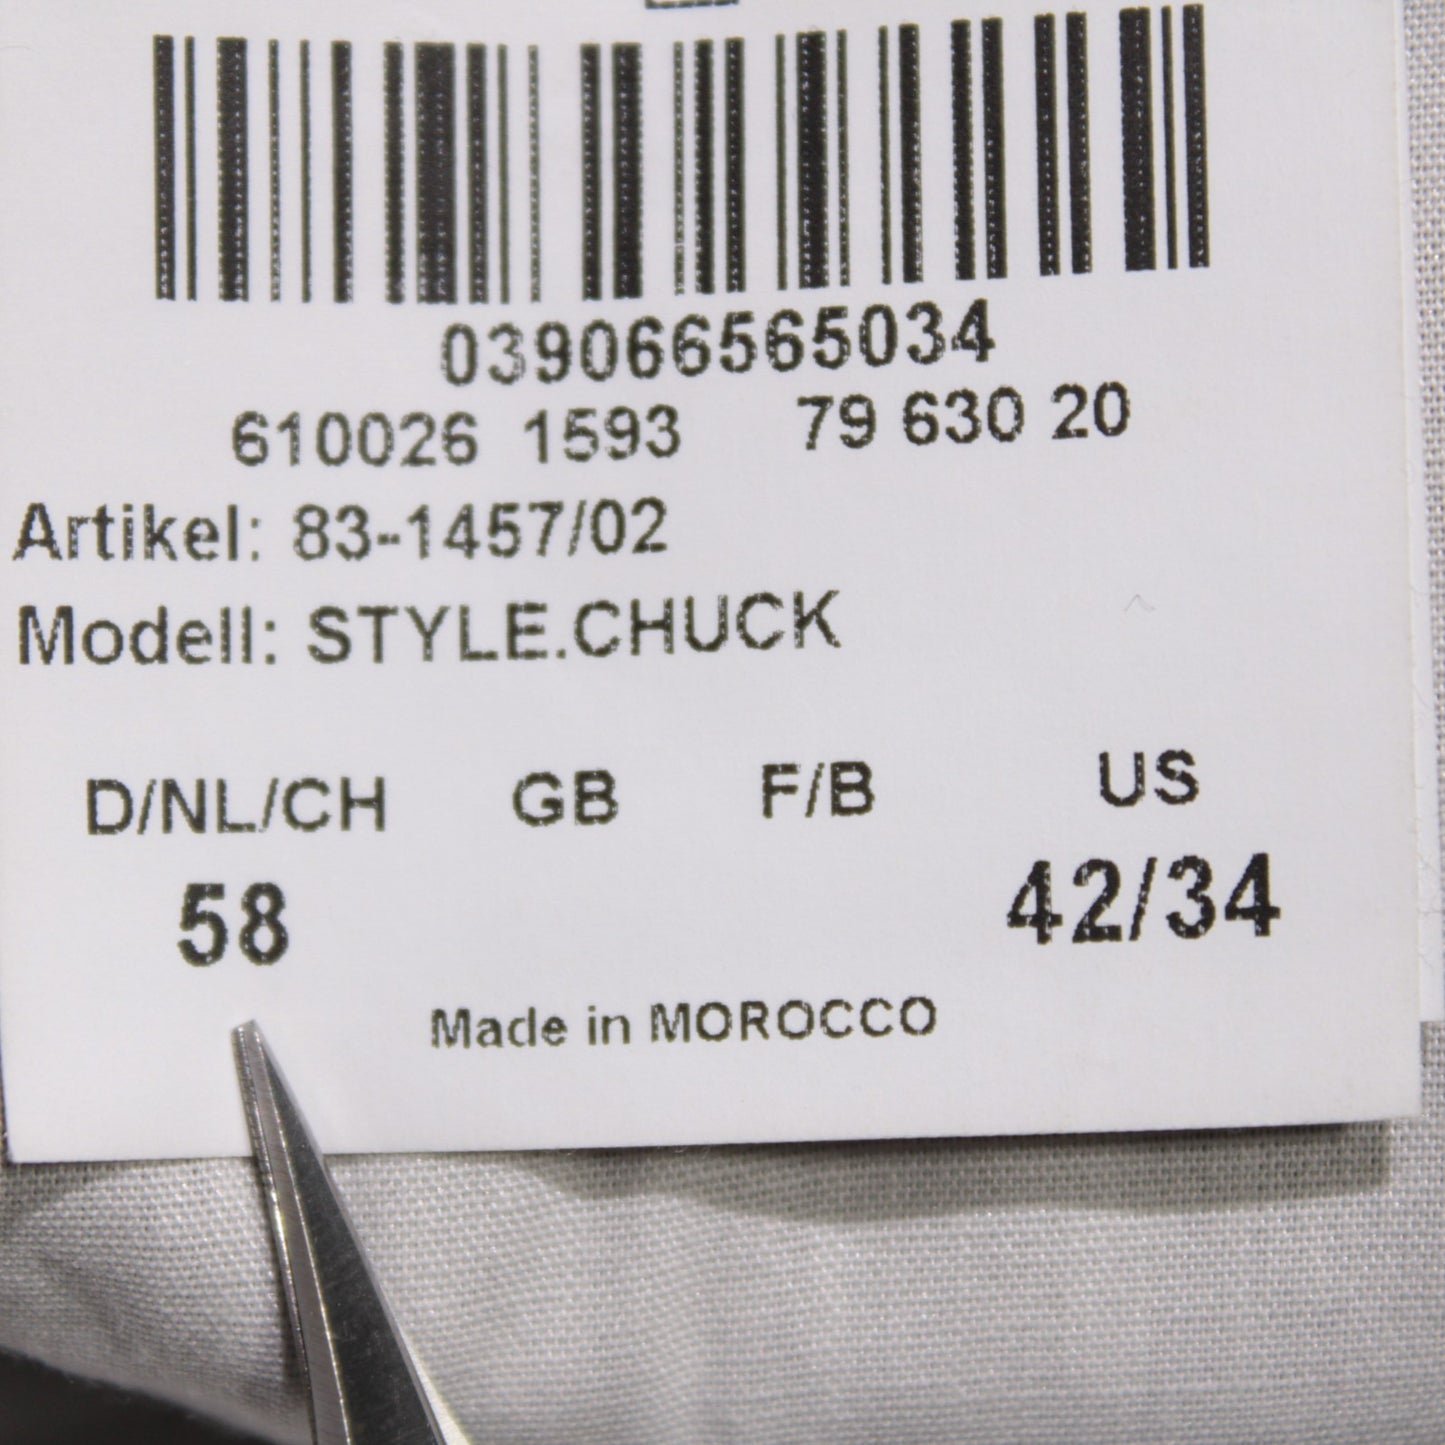 039066565034
610026 1593 79 630 20
Artikel: 83-1457/02
Modell: STYLE.CHUCK
D/NL/CH GB F/B US
58 42/34
Made in MOROCCO